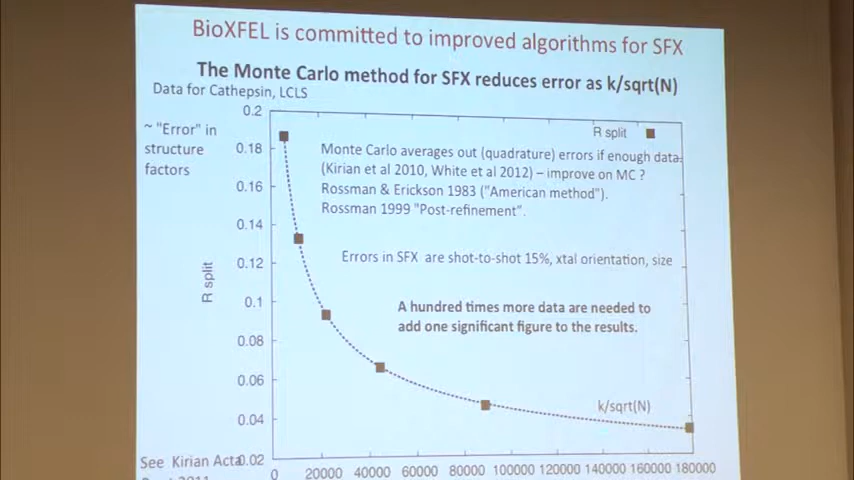 BioXFEL is committed to improved algorithms for SFX
The Monte Carlo method for SFX reduces error as k/sqrt(N)
Data for Cathepsin, LCLS
~ "Error" in
structure
factors
R split
Monte Carlo averages out (quadrature) errors if enough data.
(Kirian et al 2010, White et al 2012) – improve on MC ?
Rossman & Erickson 1983 ("American method").
Rossman 1999 "Post-refinement".
Errors in SFX are shot-to-shot 15%, xtal orientation, size
A hundred times more data are needed to
add one significant figure to the results.
k/sqrt(N)
R split
0.2
0.18
0.16
0.14
0.12
0.1
0.08
0.06
0.04
0.02
See Kirian Acta
0 20000 40000 60000 80000 100000 120000 140000 160000 180000